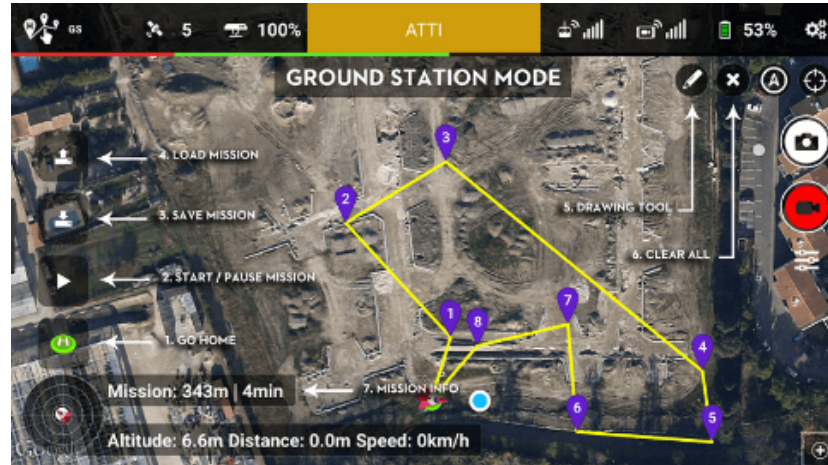 GS 5 100% ATTI 53%
GROUND STATION MODE
A
3
4. LOAD MISSION
2
3. SAVE MISSION
5. DRAWING TOOL
6. CLEAR ALL
2. START / PAUSE MISSION
7
1
8
1. GO HOME
4
Mission: 343m | 4min
7. MISSION INFO
6
5
Altitude: 6.6m Distance: 0.0m Speed: 0km/h